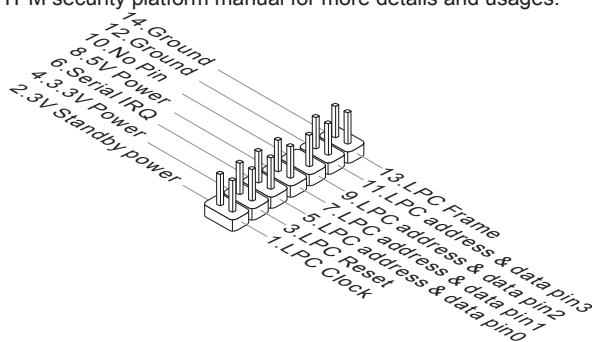 TPM security platform manual for more details and usages.
14.Ground
12.Ground
10.No Pin
8.5V Power
6.Serial IRQ
4.3.3V Power
2.3V Standby power
13.LPC Frame
11.LPC address & data pin3
9.LPC address & data pin2
7.LPC address & data pin1
5.LPC address & data pin0
3.LPC Reset
1.LPC Clock